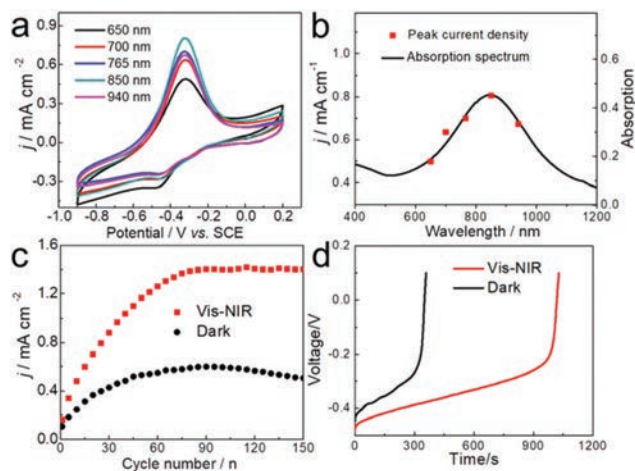 a
650 nm
700 nm
765 nm
850 nm
940 nm
j / mA cm⁻²
0.9
0.6
0.3
0.0
-0.3
-1.0 -0.8 -0.6 -0.4 -0.2 0.0 0.2
Potential / V vs. SCE
b
Peak current density
Absorption spectrum
j / mA cm⁻¹
1.0
0.8
0.6
0.4
0.6
0.4
0.2
0.0
Absorption
400 600 800 1000 1200
Wavelength / nm
c
Vis-NIR
Dark
j / mA cm⁻²
1.6
1.2
0.8
0.4
0.0
0 30 60 90 120 150
Cycle number / n
d
Vis-NIR
Dark
Voltage/V
0.2
0.0
-0.2
-0.4
0 300 600 900 1200
Time/s